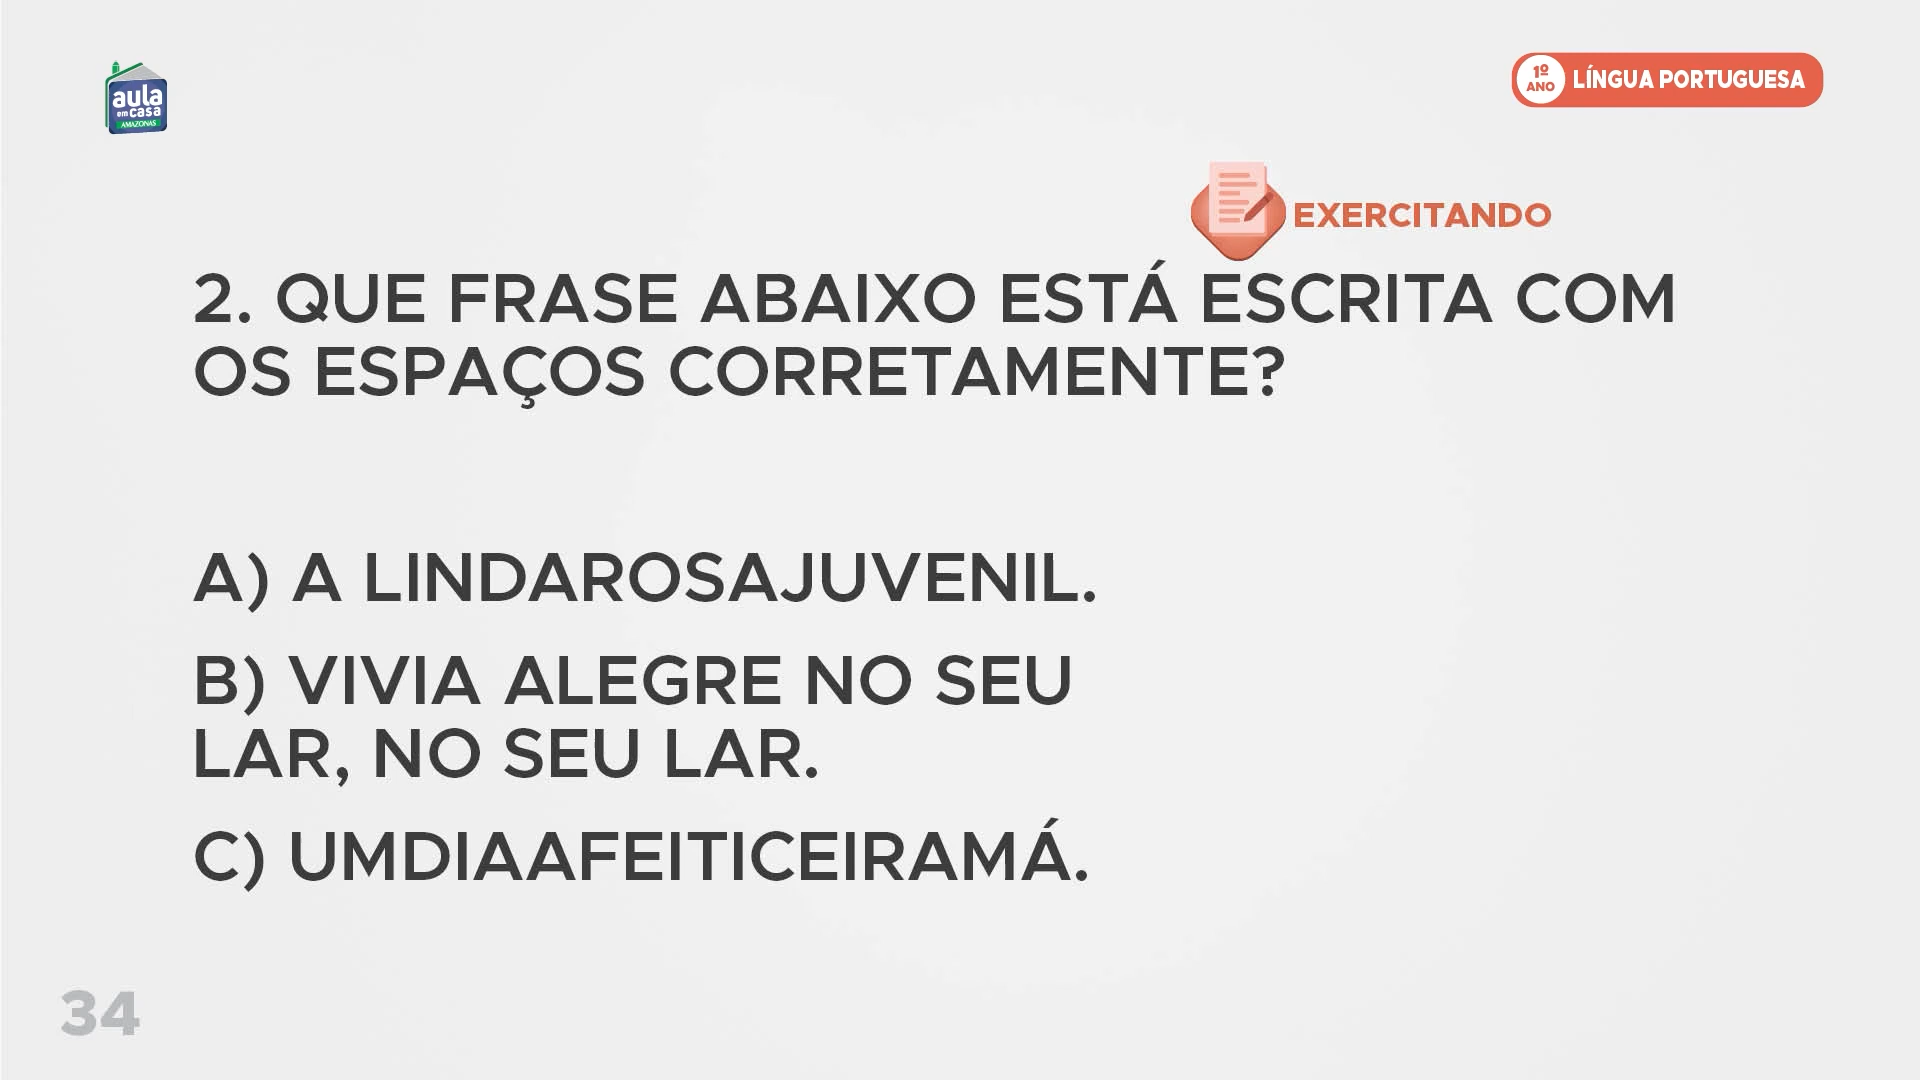 aula
em casa
AMAZONAS
1º
ANO
LÍNGUA PORTUGUESA
EXERCITANDO
2. QUE FRASE ABAIXO ESTÁ ESCRITA COM
OS ESPAÇOS CORRETAMENTE?
A) A LINDAROSAJUVENIL.
B) VIVIA ALEGRE NO SEU
LAR, NO SEU LAR.
C) UMDIAAFEITICEIRAMÁ.
34